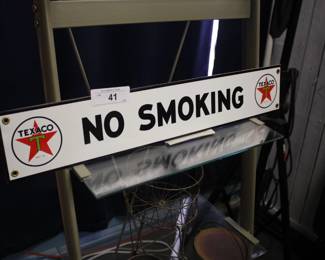 41
TEXACO
T
NO SMOKING
TEXACO
T